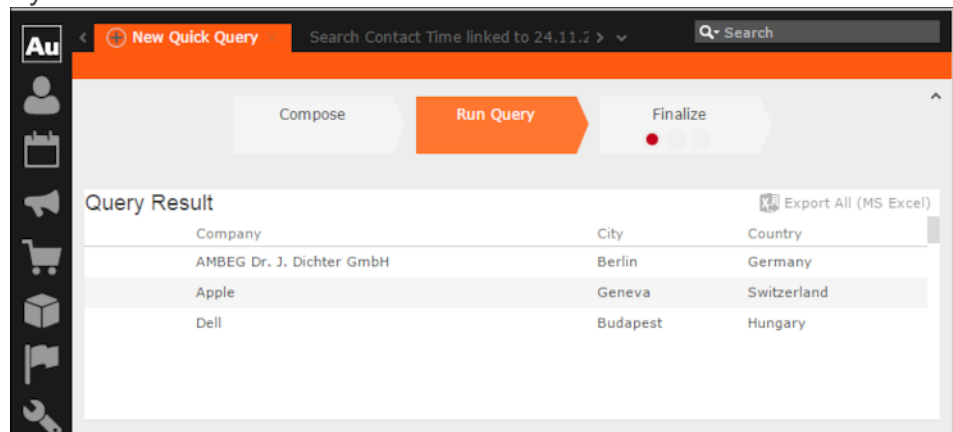 Au
New Quick Query
Search Contact Time linked to 24.11.2
Search
Compose
Run Query
Finalize
Query Result
Export All (MS Excel)
Company City Country
AMBEG Dr. J. Dichter GmbH Berlin Germany
Apple Geneva Switzerland
Dell Budapest Hungary